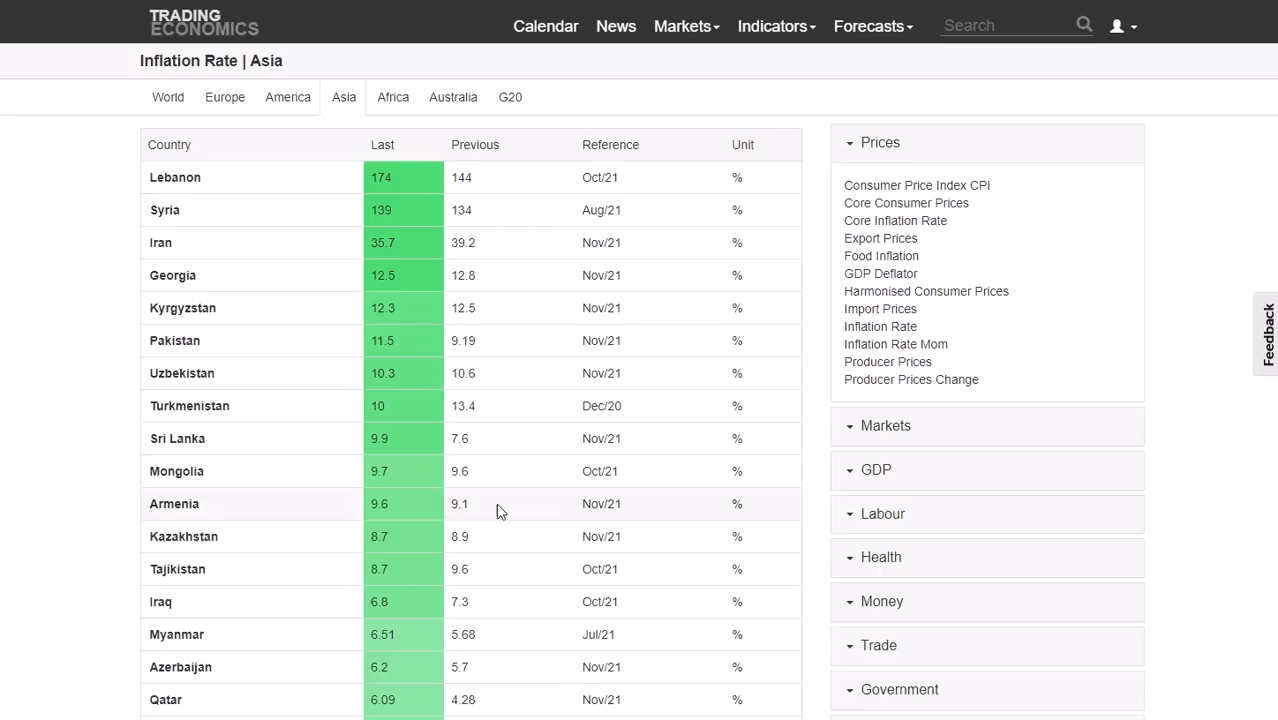 TRADING
ECONOMICS
Calendar News Markets Indicators Forecasts Search
Inflation Rate | Asia
World Europe America Asia Africa Australia G20
Country Last Previous Reference Unit
Lebanon 174 144 Oct/21 %
Syria 139 134 Aug/21 %
Iran 35.7 39.2 Nov/21 %
Georgia 12.5 12.8 Nov/21 %
Kyrgyzstan 12.3 12.5 Nov/21 %
Pakistan 11.5 9.19 Nov/21 %
Uzbekistan 10.3 10.6 Nov/21 %
Turkmenistan 10 13.4 Dec/20 %
Sri Lanka 9.9 7.6 Nov/21 %
Mongolia 9.7 9.6 Oct/21 %
Armenia 9.6 9.1 Nov/21 %
Kazakhstan 8.7 8.9 Nov/21 %
Tajikistan 8.7 9.6 Oct/21 %
Iraq 6.8 7.3 Oct/21 %
Myanmar 6.51 5.68 Jul/21 %
Azerbaijan 6.2 5.7 Nov/21 %
Qatar 6.09 4.28 Nov/21 %
Prices
Consumer Price Index CPI
Core Consumer Prices
Core Inflation Rate
Export Prices
Food Inflation
GDP Deflator
Harmonised Consumer Prices
Import Prices
Inflation Rate
Inflation Rate Mom
Producer Prices
Producer Prices Change
Markets
GDP
Labour
Health
Money
Trade
Government
Feedback